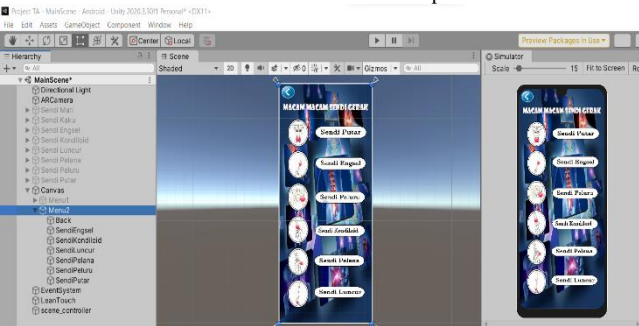 Project TA - MainScene - Android - Unity 2020.3.30f1 Personal* <DX11>
File Edit Assets GameObject Component Window Help
Center Local
Preview Packages in Use
Hierarchy
All
MainScene*
Directional Light
ARCamera
Sendi Mati
Sendi Kaku
Sendi Engsel
Sendi Kondiloid
Sendi Luncur
Sendi Pelana
Sendi Peluru
Sendi Putar
Canvas
Menu1
Menu2
Back
SendiEngsel
SendiKondiloid
SendiLuncur
SendiPelana
SendiPeluru
SendiPutar
EventSystem
LeanTouch
scene_controller
Scene
Shaded 2D 0 Gizmos All
MACAM MACAM SENDI GERAK
Sendi Putar
Sendi Engsel
Sendi Peluru
Sendi Kondiloid
Sendi Pelana
Sendi Luncur
Simulator
Scale 15 Fit to Screen
MACAM MACAM SENDI GERAK
Sendi Putar
Sendi Engsel
Sendi Peluru
Sendi Kondiloid
Sendi Pelana
Sendi Luncur